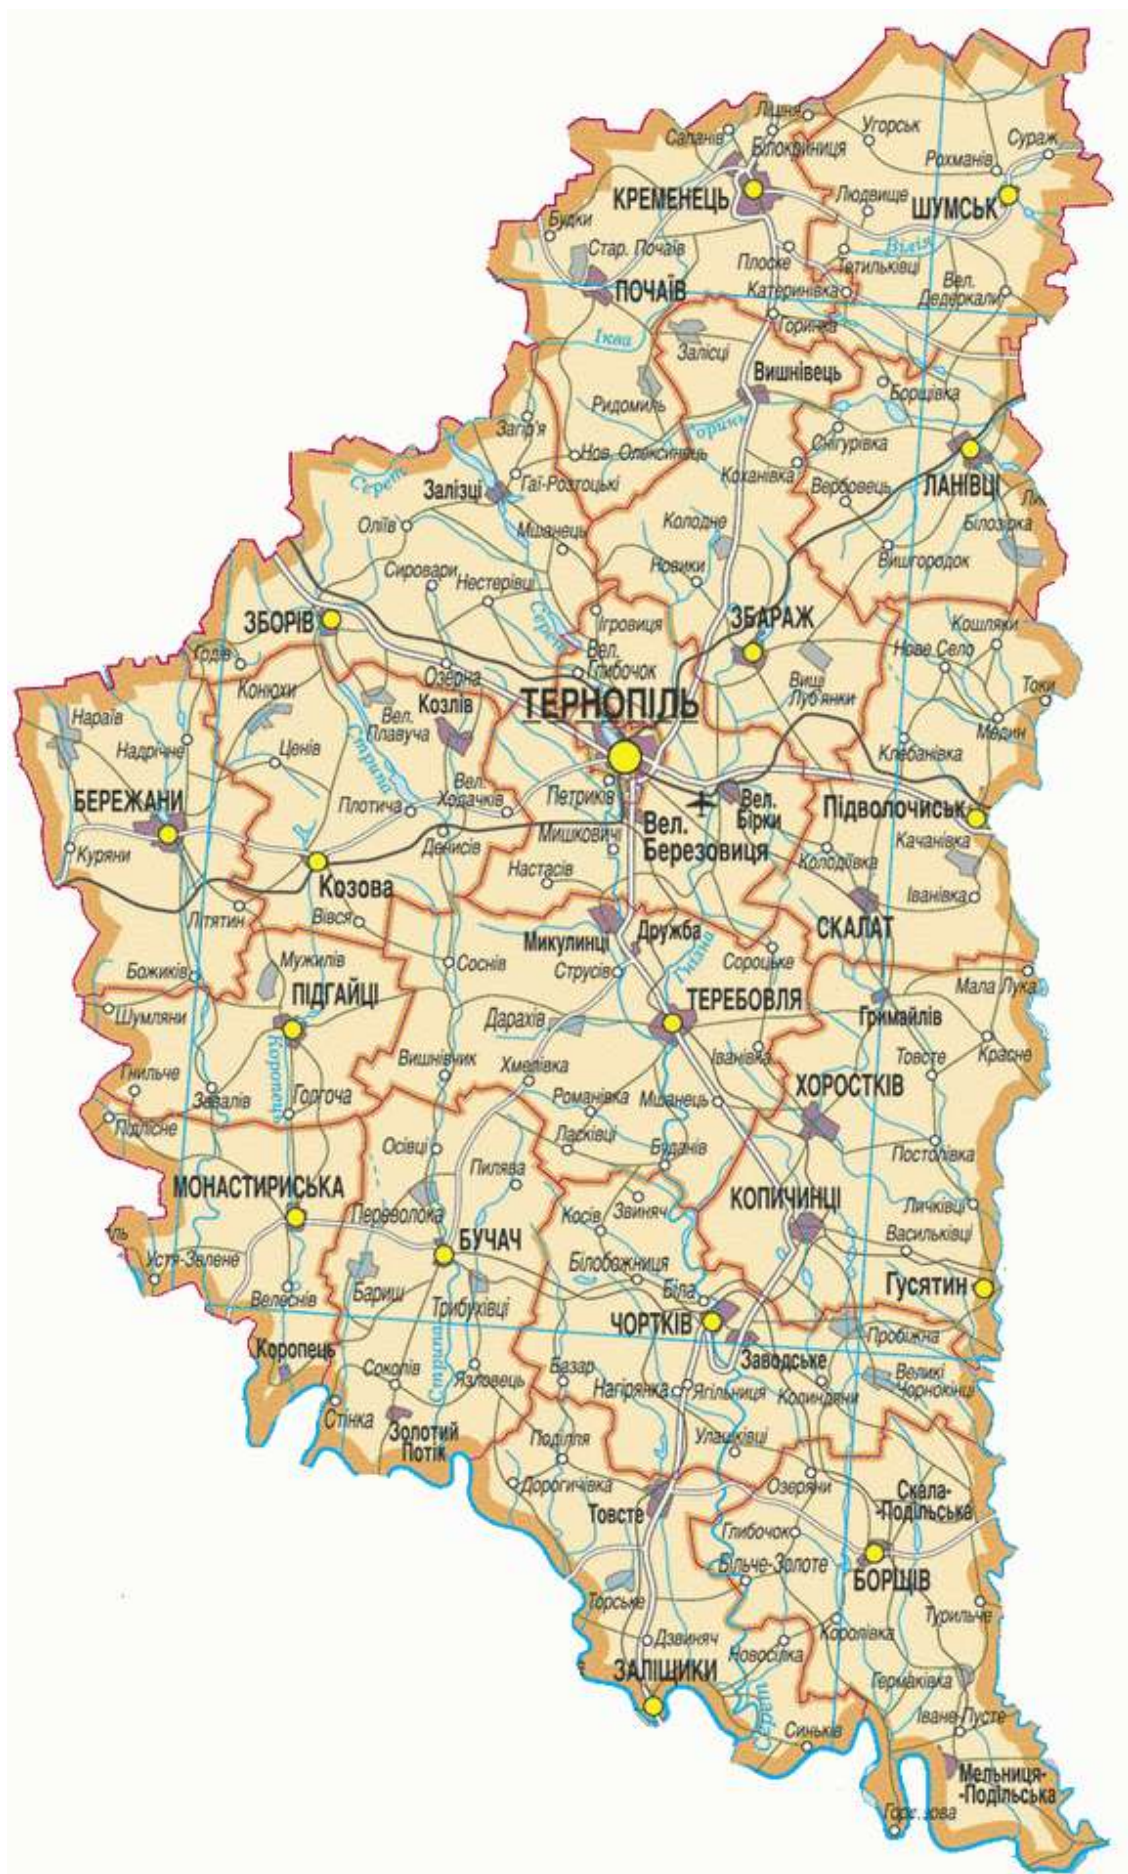 Лішня
Сапанів
Білокриниця
Угорськ
Сураж
Рохманів
КРЕМЕНЕЦЬ
Людвище
ШУМСЬК
Будки
Стар. Почаїв
Вілія
Плоске
Тетильківці
ПОЧАЇВ
Катеринівка
Вел.
Дедеркали
Горинка
Іква
Залісці
Вишнівець
Борщівка
Ридомиль
Загір'я
Горинь
Снігурівка
Нов. Олексинець
Серет
Залізці
Гаї-Розтоцькі
Коханівка
Вербовець
ЛАНІВЦІ
Оліїв
Мшанець
Колодне
Білозірка
Вишгородок
Сировари
Нестерівці
Новики
ЗБОРІВ
Серет
Ігровиця
ЗБАРАЖ
Кошляки
Нове Село
Вел.
Глибочок
Озерна
Конюхи
Козлів
Вел.
Плавуча
ТЕРНОПІЛЬ
Виш.
Луб'янки
Токи
Медин
Нараїв
Надрічне
Ценів
Стрипа
Клебанівка
БЕРЕЖАНИ
Плотича
Вел.
Ходачків
Петриків
Вел.
Бірки
Підволочиськ
Куряни
Денисів
Мишковичі
Вел.
Березовиця
Качанівка
Колодіївка
Козова
Настасів
Іванівка
Літятин
Вівся
СКАЛАТ
Микулинці
Дружба
Гнізна
Сороцьке
Божиків
Мужилів
Соснів
Струсів
Мала Лука
ПІДГАЙЦІ
ТЕРЕБОВЛЯ
Шумляни
Дарахів
Гримайлів
Коропець
Вишнівчик
Хмелівка
Іванівка
Товсте
Красне
Гнильче
Завалів
Горгоча
Романівка
Мшанець
ХОРОСТКІВ
Підлісне
Ласківці
Буданів
Постолівка
Осівці
Пилява
МОНАСТИРИСЬКА
Переволока
Косів
Звиняч
КОПИЧИНЦІ
Личківці
Устя-Зелене
БУЧАЧ
Білобожниця
Васильківці
Велеснів
Бариш
Трибухівці
Біла
Гусятин
ЧОРТКІВ
Пробіжна
Коропець
Стрипа
Заводське
Соколів
Язловець
Базар
Нагірянка
Ягільниця
Колиндяни
Великі
Чорнокінці
Стінка
Золотий
Потік
Поділля
Улашківці
Дорогичівка
Озеряни
Скала-
-Подільська
Товсте
Глибочок
Більче-Золоте
БОРЩІВ
Торське
Турильче
Дзвиняч
Новосілка
Королівка
ЗАЛІЩИКИ
Гермаківка
Серет
Синьків
Іване-Пусте
Мельниця-
-Подільська